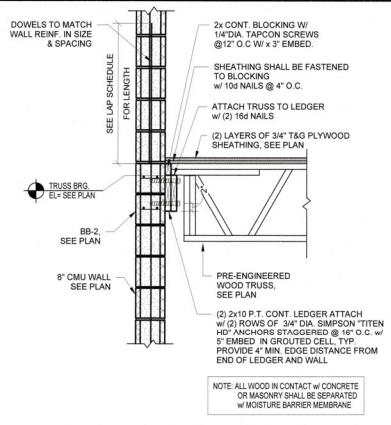 DOWELS TO MATCH
WALL REINF. IN SIZE
& SPACING
SEE LAP SCHEDULE
FOR LENGTH
TRUSS BRG.
EL= SEE PLAN
BB-2,
SEE PLAN
8" CMU WALL
SEE PLAN
2x CONT. BLOCKING W/
1/4"DIA. TAPCON SCREWS
@12" O.C W/ x 3" EMBED.
SHEATHING SHALL BE FASTENED
TO BLOCKING
w/ 10d NAILS @ 4" O.C.
ATTACH TRUSS TO LEDGER
w/ (2) 16d NAILS
(2) LAYERS OF 3/4" T&G PLYWOOD
SHEATHING, SEE PLAN
2"
PRE-ENGINEERED
WOOD TRUSS,
SEE PLAN
(2) 2x10 P.T. CONT. LEDGER ATTACH
w/ (2) ROWS OF 3/4" DIA. SIMPSON "TITEN
HD" ANCHORS STAGGERED @ 16" O.C. w/
5" EMBED IN GROUTED CELL, TYP.
PROVIDE 4" MIN. EDGE DISTANCE FROM
END OF LEDGER AND WALL
NOTE: ALL WOOD IN CONTACT w/ CONCRETE
OR MASONRY SHALL BE SEPARATED
w/ MOISTURE BARRIER MEMBRANE